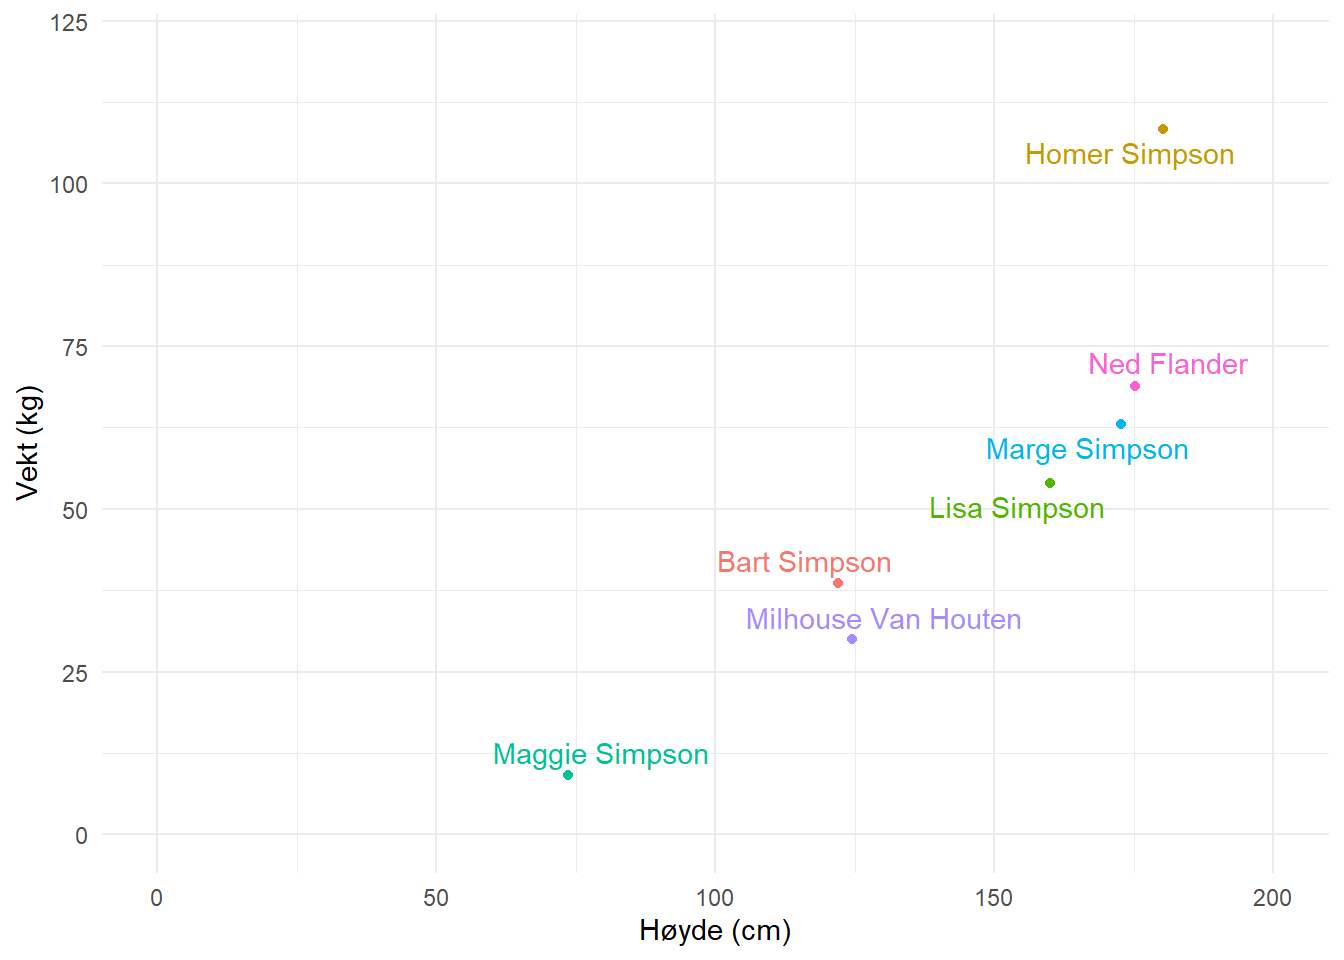 125
Homer Simpson
100
75
Ned Flander
Marge Simpson
Lisa Simpson
50
Bart Simpson
Milhouse Van Houten
25
Maggie Simpson
0
Vekt (kg)
0 50 100 150 200
Høyde (cm)